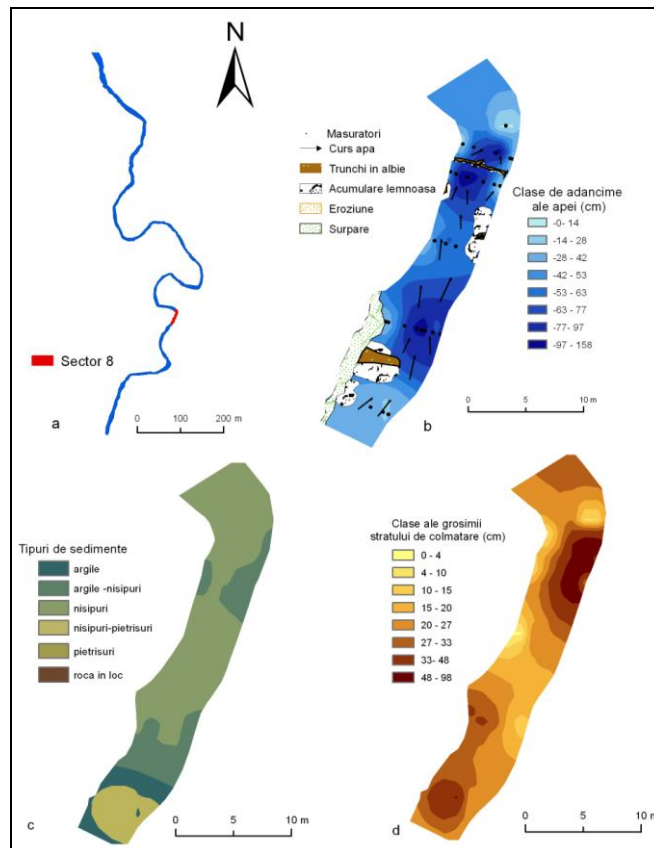 N
Sector 8
0 100 200 m
a
Masuratori
Curs apa
Trunchi in albie
Acumulare lemnoasa
Eroziune
Surpare
Clase de adancime
ale apei (cm)
-0- 14
-14 - 28
-28 - 42
-42 - 53
-53 - 63
-63 - 77
-77- 97
-97 - 158
0 5 10 m
b
Tipuri de sedimente
argile
argile -nisipuri
nisipuri
nisipuri-pietrisuri
pietrisuri
roca in loc
0 5 10 m
c
Clase ale grosimii
stratului de colmatare (cm)
0 - 4
4 - 10
10 - 15
15 - 20
20 - 27
27 - 33
33- 48
48 - 98
0 5 10 m
d